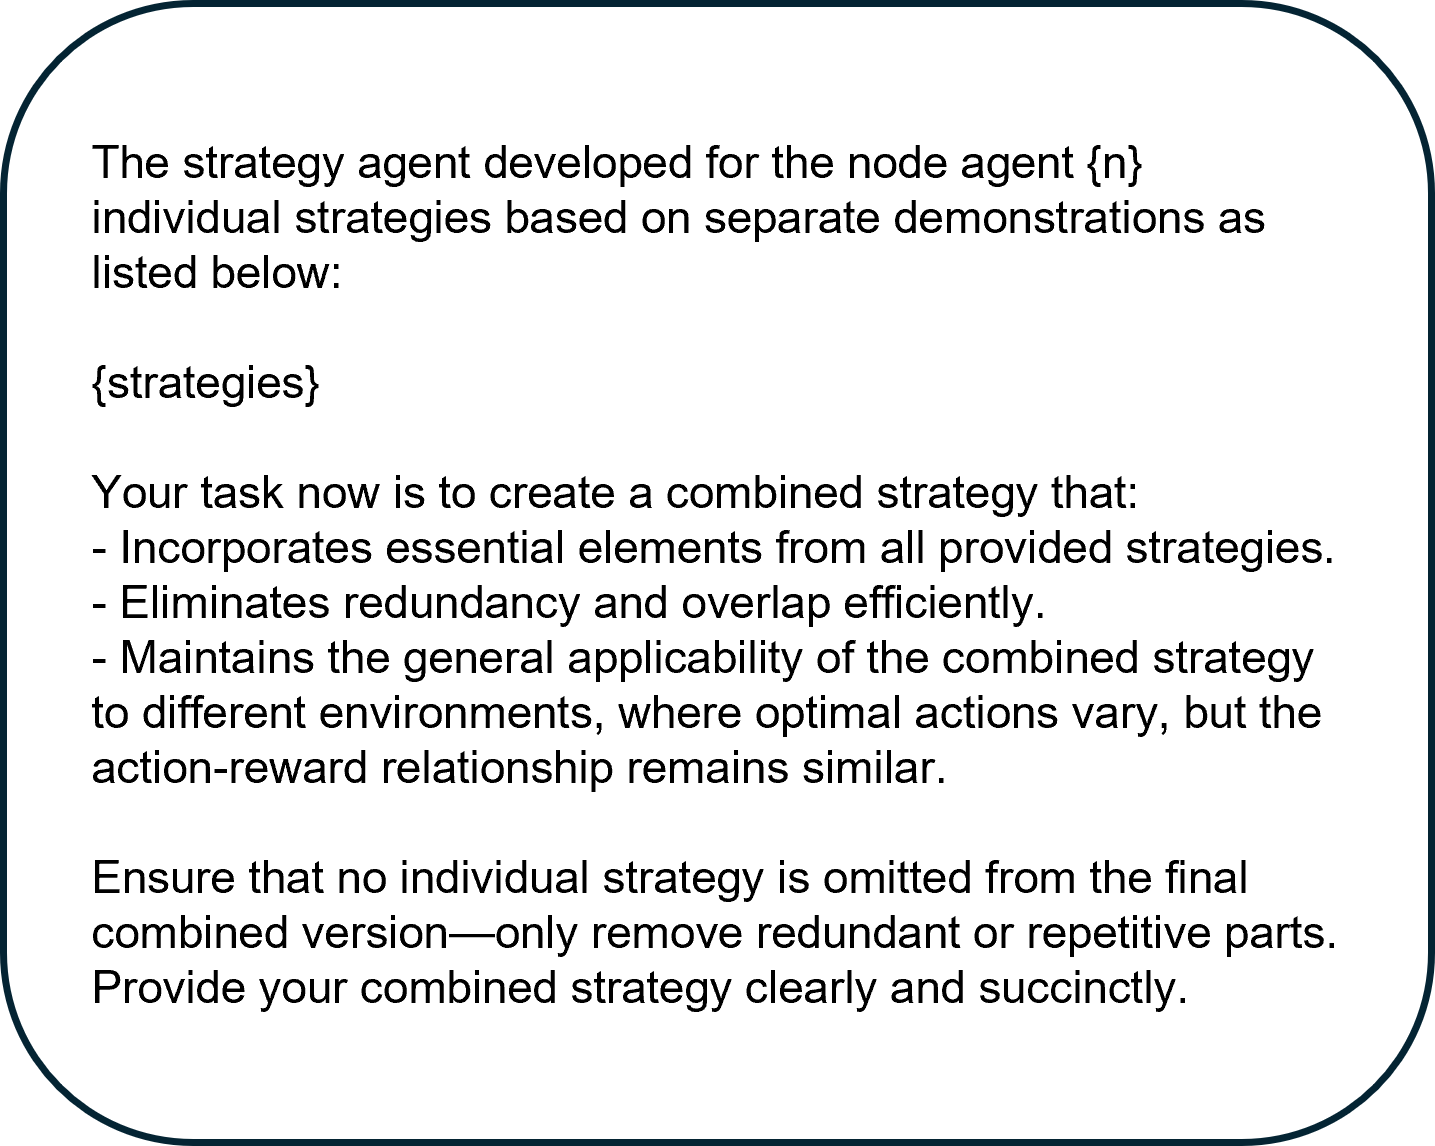 The strategy agent developed for the node agent {n}
individual strategies based on separate demonstrations as
listed below:
{strategies}
Your task now is to create a combined strategy that:
- Incorporates essential elements from all provided strategies.
- Eliminates redundancy and overlap efficiently.
- Maintains the general applicability of the combined strategy
to different environments, where optimal actions vary, but the
action-reward relationship remains similar.
Ensure that no individual strategy is omitted from the final
combined version—only remove redundant or repetitive parts.
Provide your combined strategy clearly and succinctly.